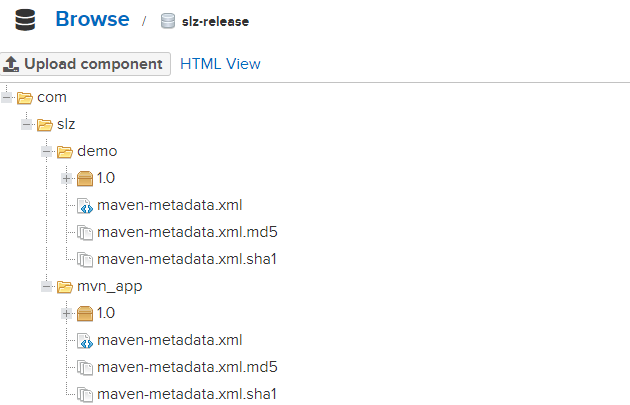 Browse / slz-release
Upload component HTML View
com
slz
demo
1.0
maven-metadata.xml
maven-metadata.xml.md5
maven-metadata.xml.sha1
mvn_app
1.0
maven-metadata.xml
maven-metadata.xml.md5
maven-metadata.xml.sha1